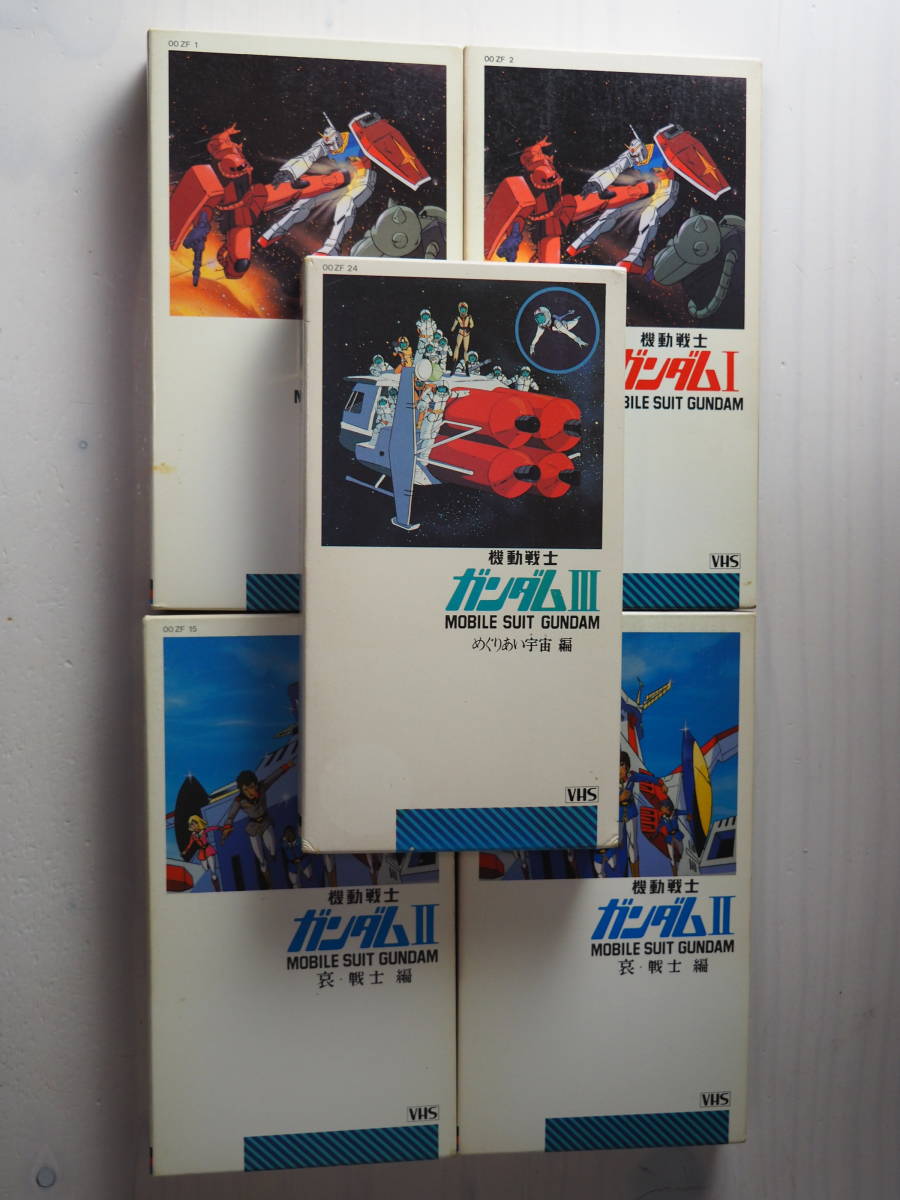 00 ZF 1
00 ZF 2
機動戦士
ガンダムI
BILE SUIT GUNDAM
VHS
00 ZF 24
機動戦士
ガンダムIII
MOBILE SUIT GUNDAM
めぐりあい宇宙 編
VHS
00 ZF 15
機動戦士
ガンダムII
MOBILE SUIT GUNDAM
哀・戦士 編
VHS
機動戦士
ガンダムII
MOBILE SUIT GUNDAM
哀・戦士 編
VHS